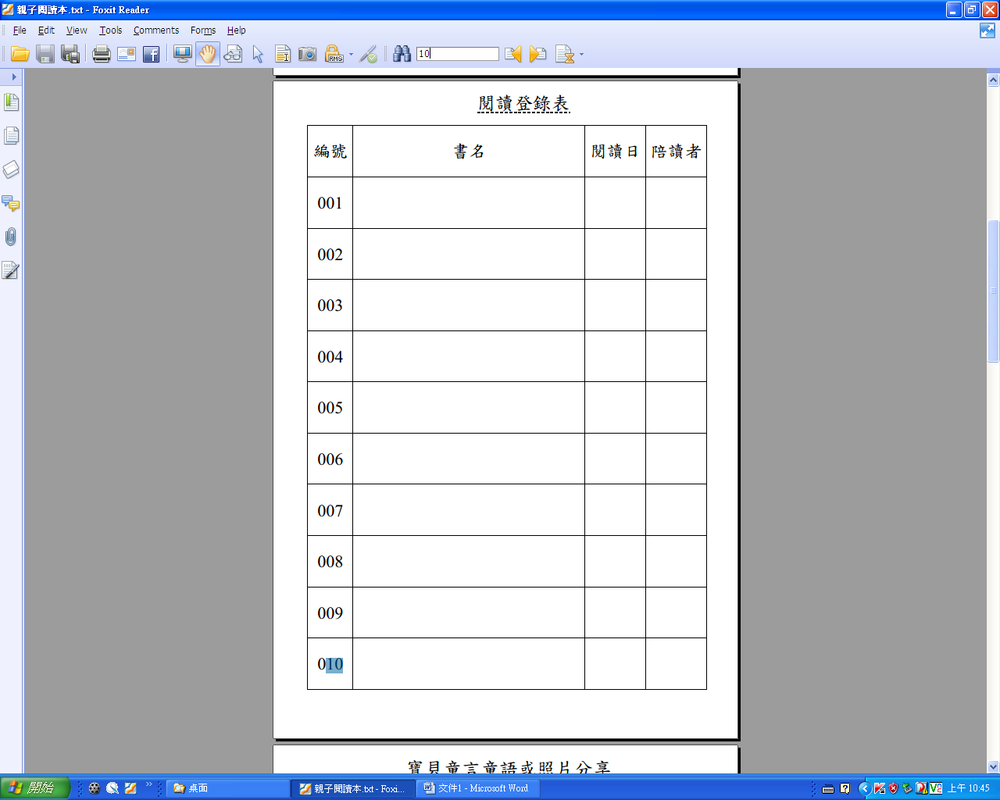 親子閱讀本.txt - Foxit Reader
File Edit View Tools Comments Forms Help
RMS 10
閱讀登錄表
編號 書名 閱讀日 陪讀者
001
002
003
004
005
006
007
008
009
010
寶貝童言童語或照片分享
開始 桌面 親子閱讀本.txt - Foxi... 文件1 - Microsoft Word 上午 10:45